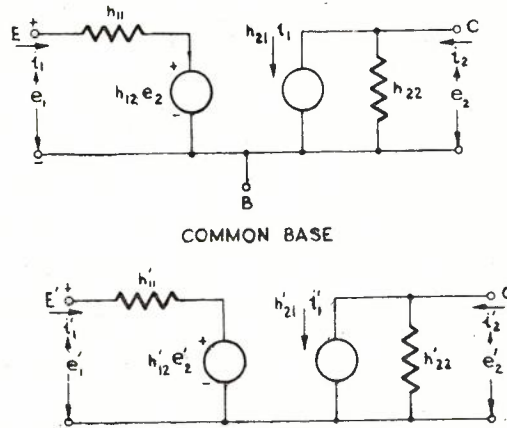 E + h11 h21 i1 C
i1 + i2
e1 h12 e2 h22 e2
- -
B
COMMON BASE
E' + h'11 h'21 i'1 C
i'1 + i'2
e'1 h'12 e'2 h'22 e'2
-